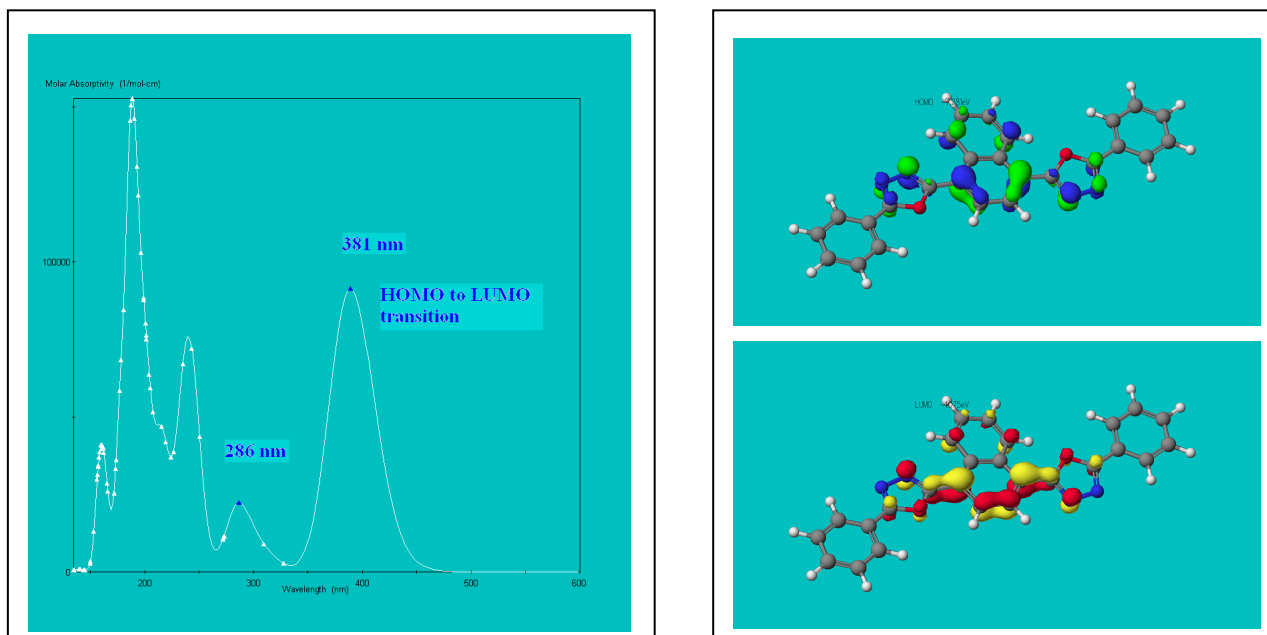 Molar Absorptivity (1/mol-cm)
100000
0
381 nm
HOMO to LUMO
transition
286 nm
200
300
400
500
600
Wavelength (nm)
HOMO
LUMO